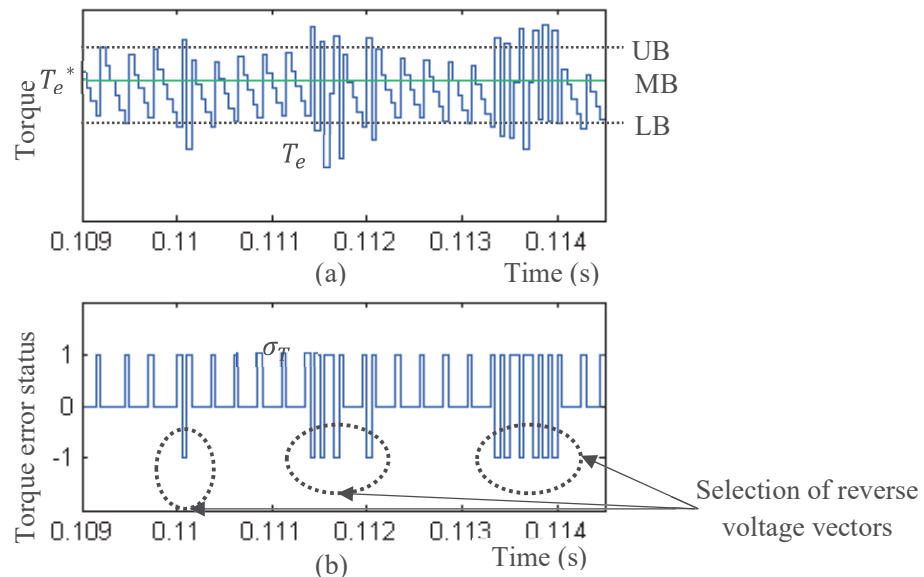 UB
T_e*
MB
Torque
LB
T_e
0.109 0.11 0.111 0.112 0.113 0.114
(a) Time (s)
Torque error status
σ_T
1
0
-1
Selection of reverse
voltage vectors
0.109 0.11 0.111 0.112 0.113 0.114
(b) Time (s)